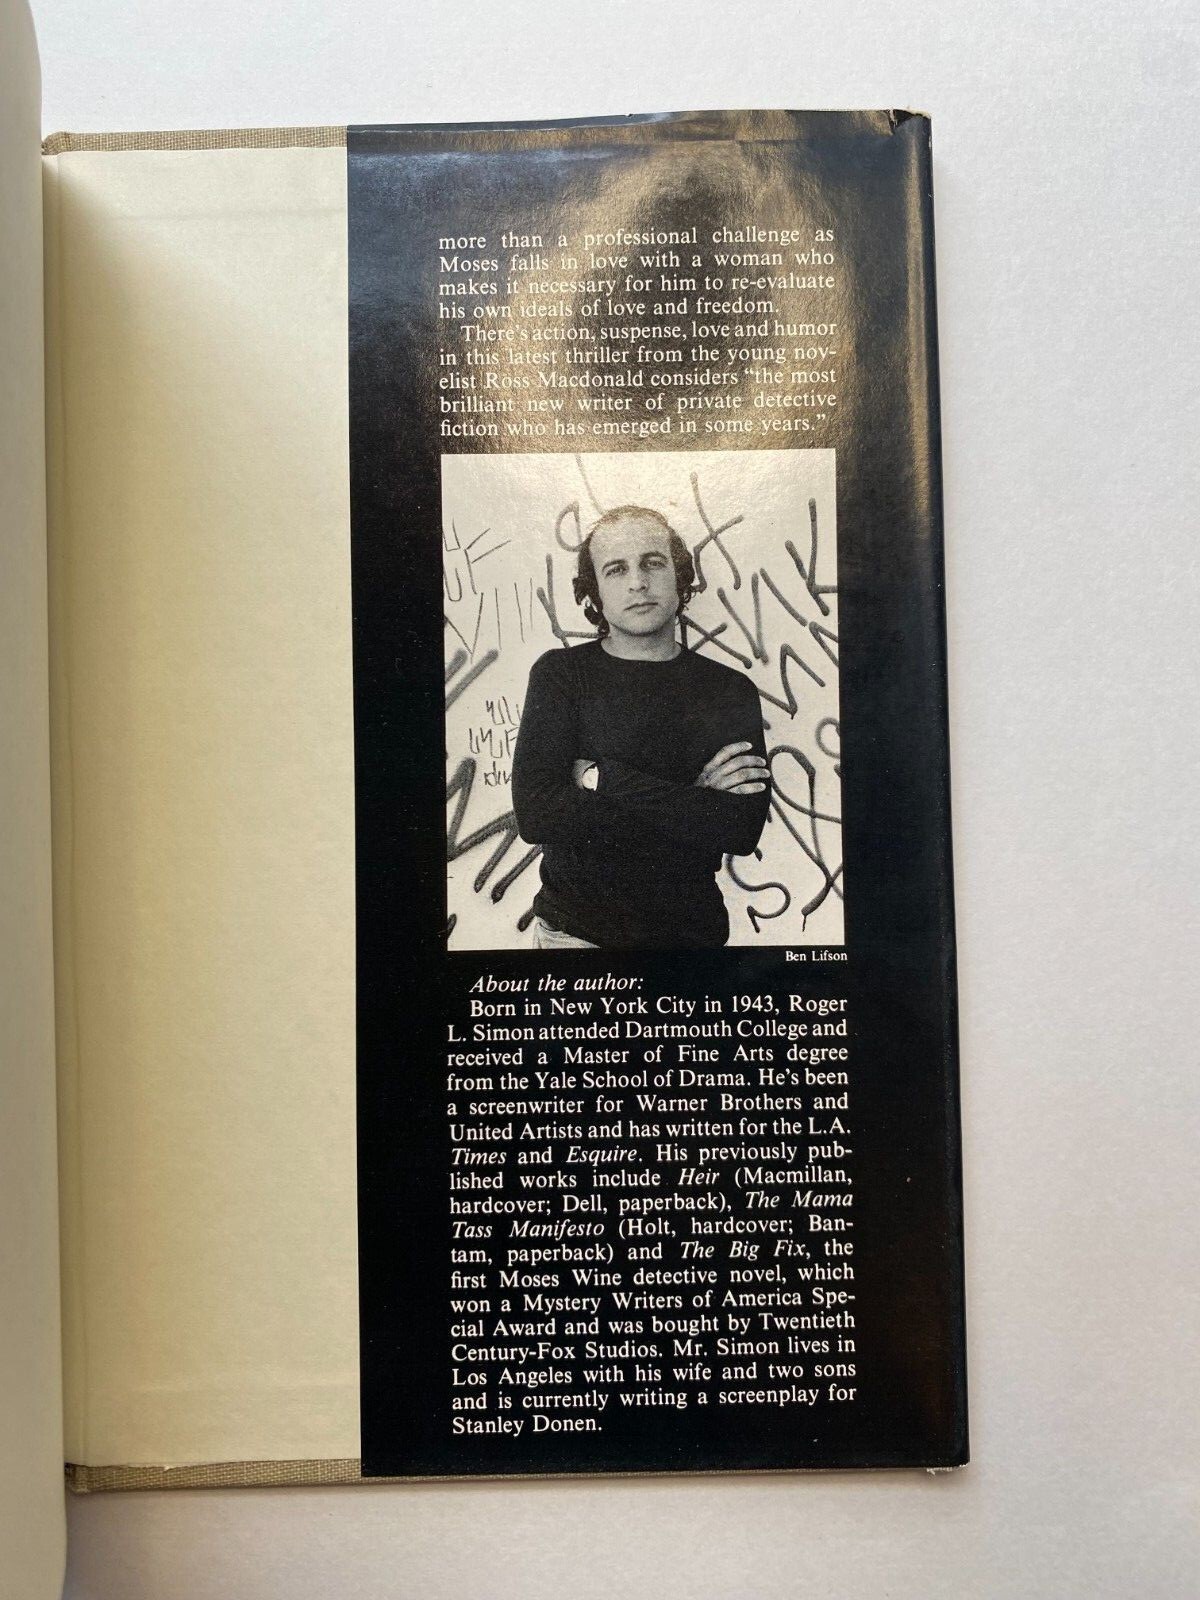 more than a professional challenge as
Moses falls in love with a woman who
makes it necessary for him to re-evaluate
his own ideals of love and freedom.
There's action, suspense, love and humor
in this latest thriller from the young nov-
elist Ross Macdonald considers “the most
brilliant new writer of private detective
fiction who has emerged in some years.”
Ben Lifson
About the author:
Born in New York City in 1943, Roger
L. Simon attended Dartmouth College and
received a Master of Fine Arts degree
from the Yale School of Drama. He's been
a screenwriter for Warner Brothers and
United Artists and has written for the L.A.
Times and Esquire. His previously pub-
lished works include Heir (Macmillan,
hardcover; Dell, paperback), The Mama
Tass Manifesto (Holt, hardcover; Ban-
tam, paperback) and The Big Fix, the
first Moses Wine detective novel, which
won a Mystery Writers of America Spe-
cial Award and was bought by Twentieth
Century-Fox Studios. Mr. Simon lives in
Los Angeles with his wife and two sons
and is currently writing a screenplay for
Stanley Donen.